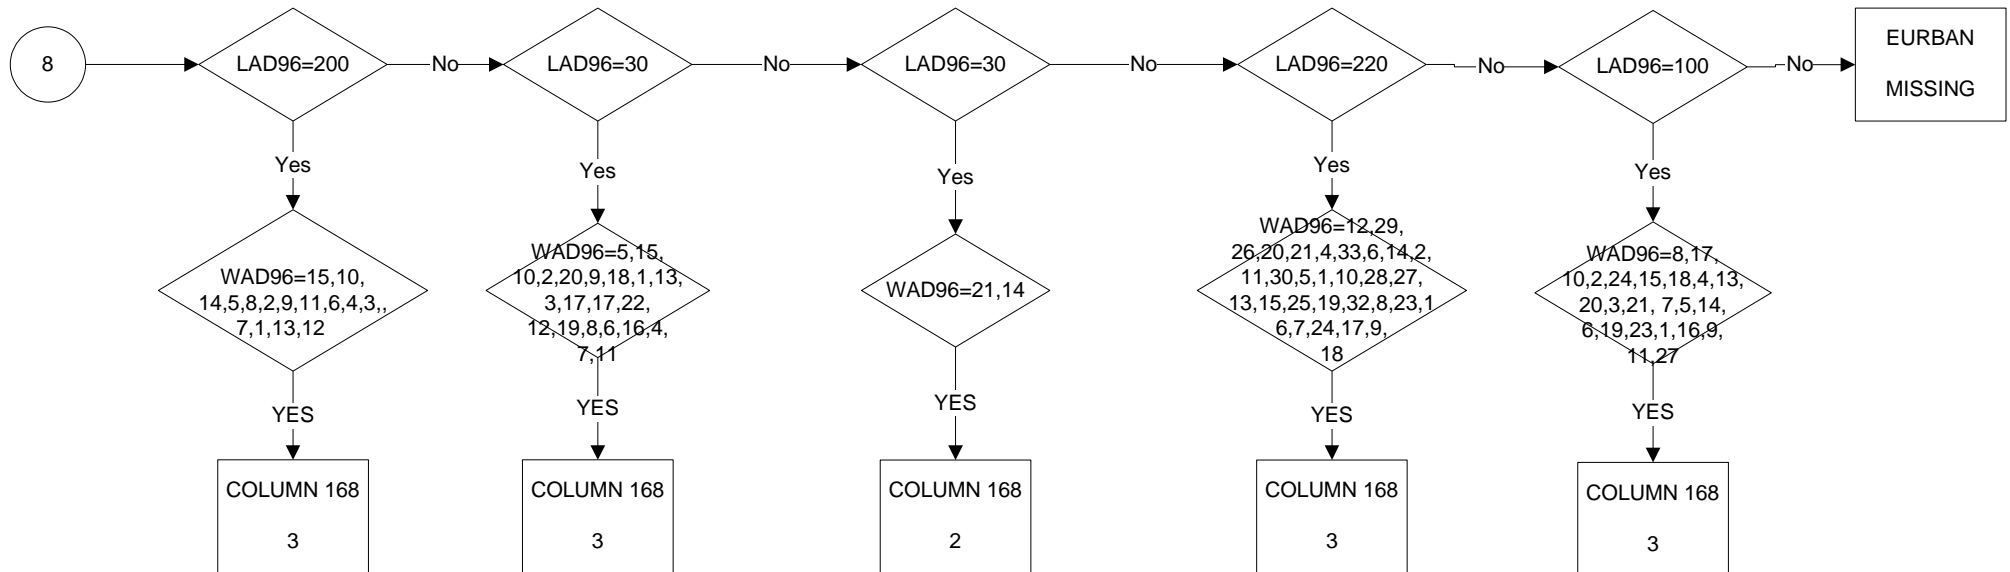 8
LAD96=200
No
LAD96=30
No
LAD96=30
No
LAD96=220
No
LAD96=100
No
EURBAN
MISSING
Yes
Yes
Yes
Yes
Yes
WAD96=15,10,
14,5,8,2,9,11,6,4,3,,
7,1,13,12
WAD96=5,15,
10,2,20,9,18,1,13,
3,17,17,22,
12,19,8,6,16,4,
7,11
WAD96=21,14
WAD96=12,29,
26,20,21,4,33,6,14,2,
11,30,5,1,10,28,27,
13,15,25,19,32,8,23,1
6,7,24,17,9,
18
WAD96=8,17,
10,2,24,15,18,4,13,
20,3,21, 7,5,14,
6,19,23,1,16,9,
11,27
YES
YES
YES
YES
YES
COLUMN 168
3
COLUMN 168
3
COLUMN 168
2
COLUMN 168
3
COLUMN 168
3